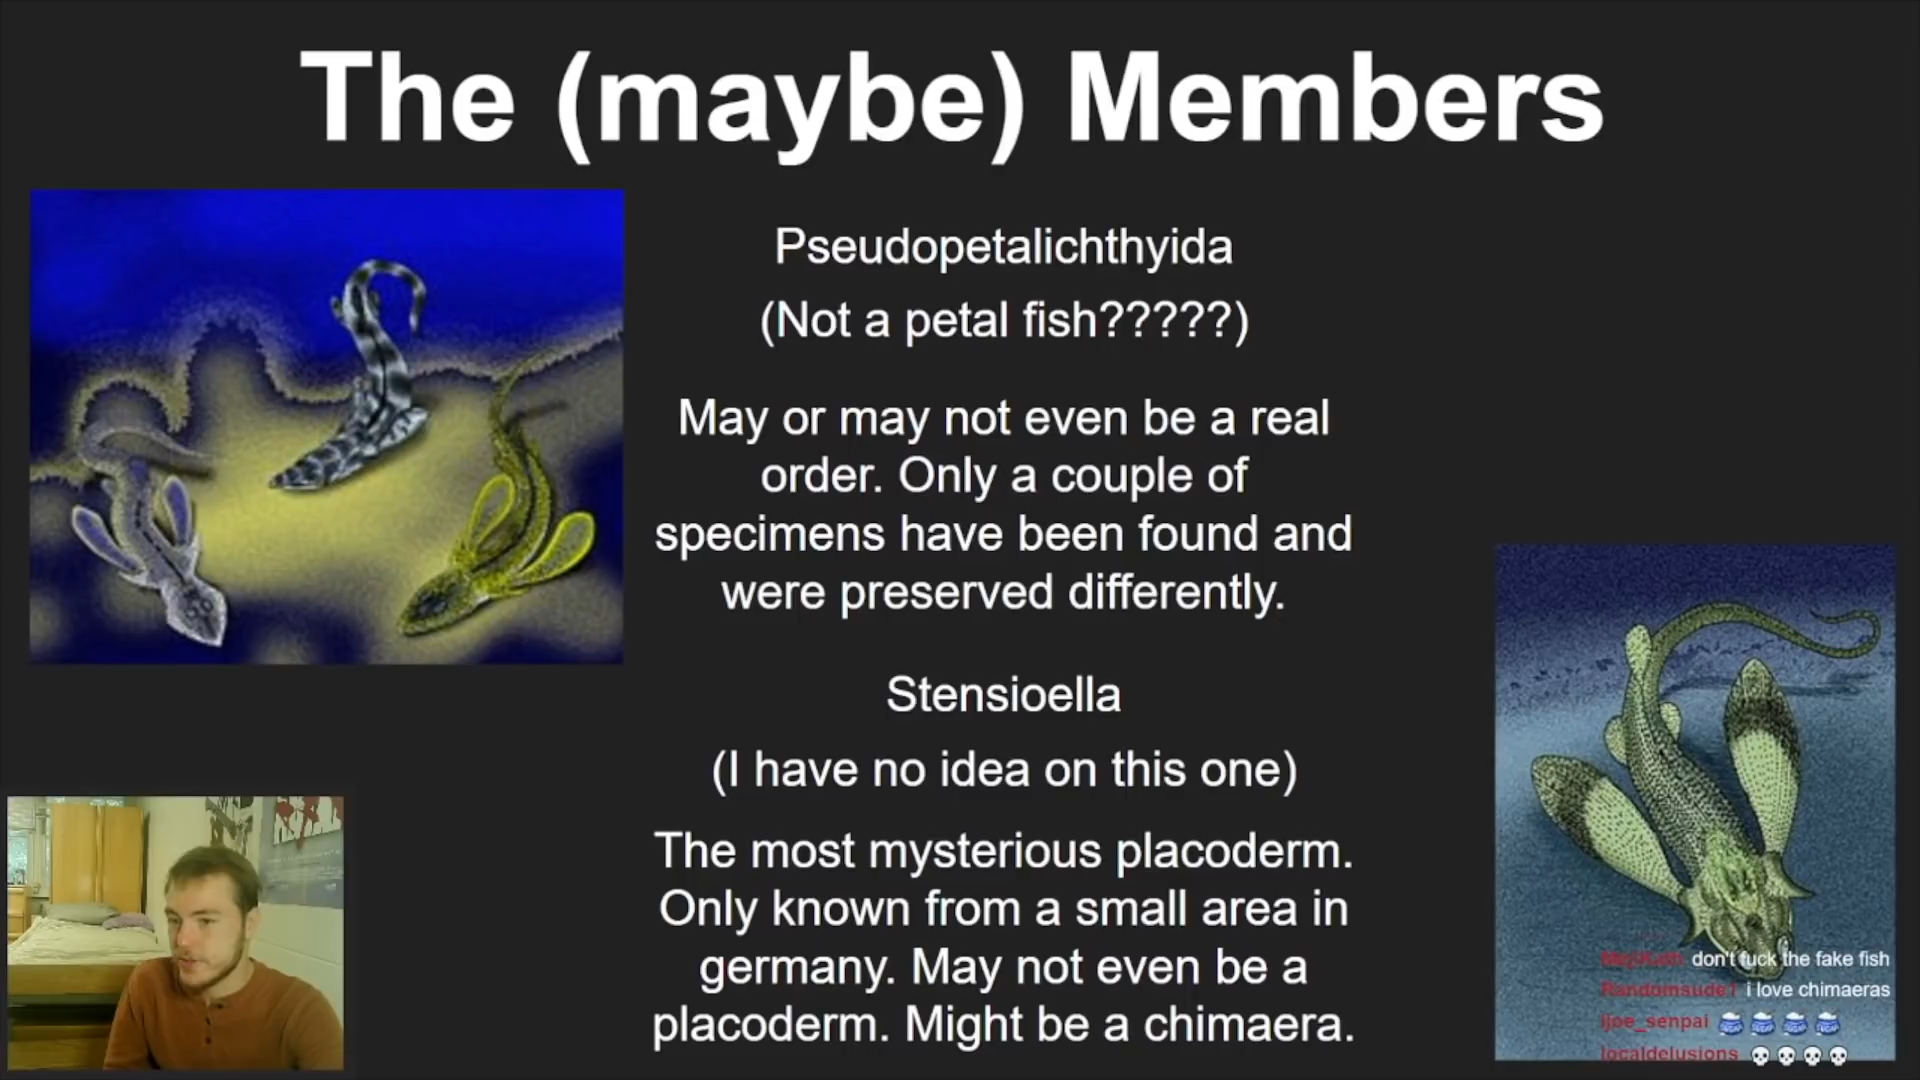 The (maybe) Members
Pseudopetalichthyida
(Not a petal fish?????)
May or may not even be a real
order. Only a couple of
specimens have been found and
were preserved differently.
Stensioella
(I have no idea on this one)
The most mysterious placoderm.
Only known from a small area in
germany. May not even be a
placoderm. Might be a chimaera.
don't fuck the fake fish
Randomsude1 i love chimaeras
ijoe_senpai
localdelusions